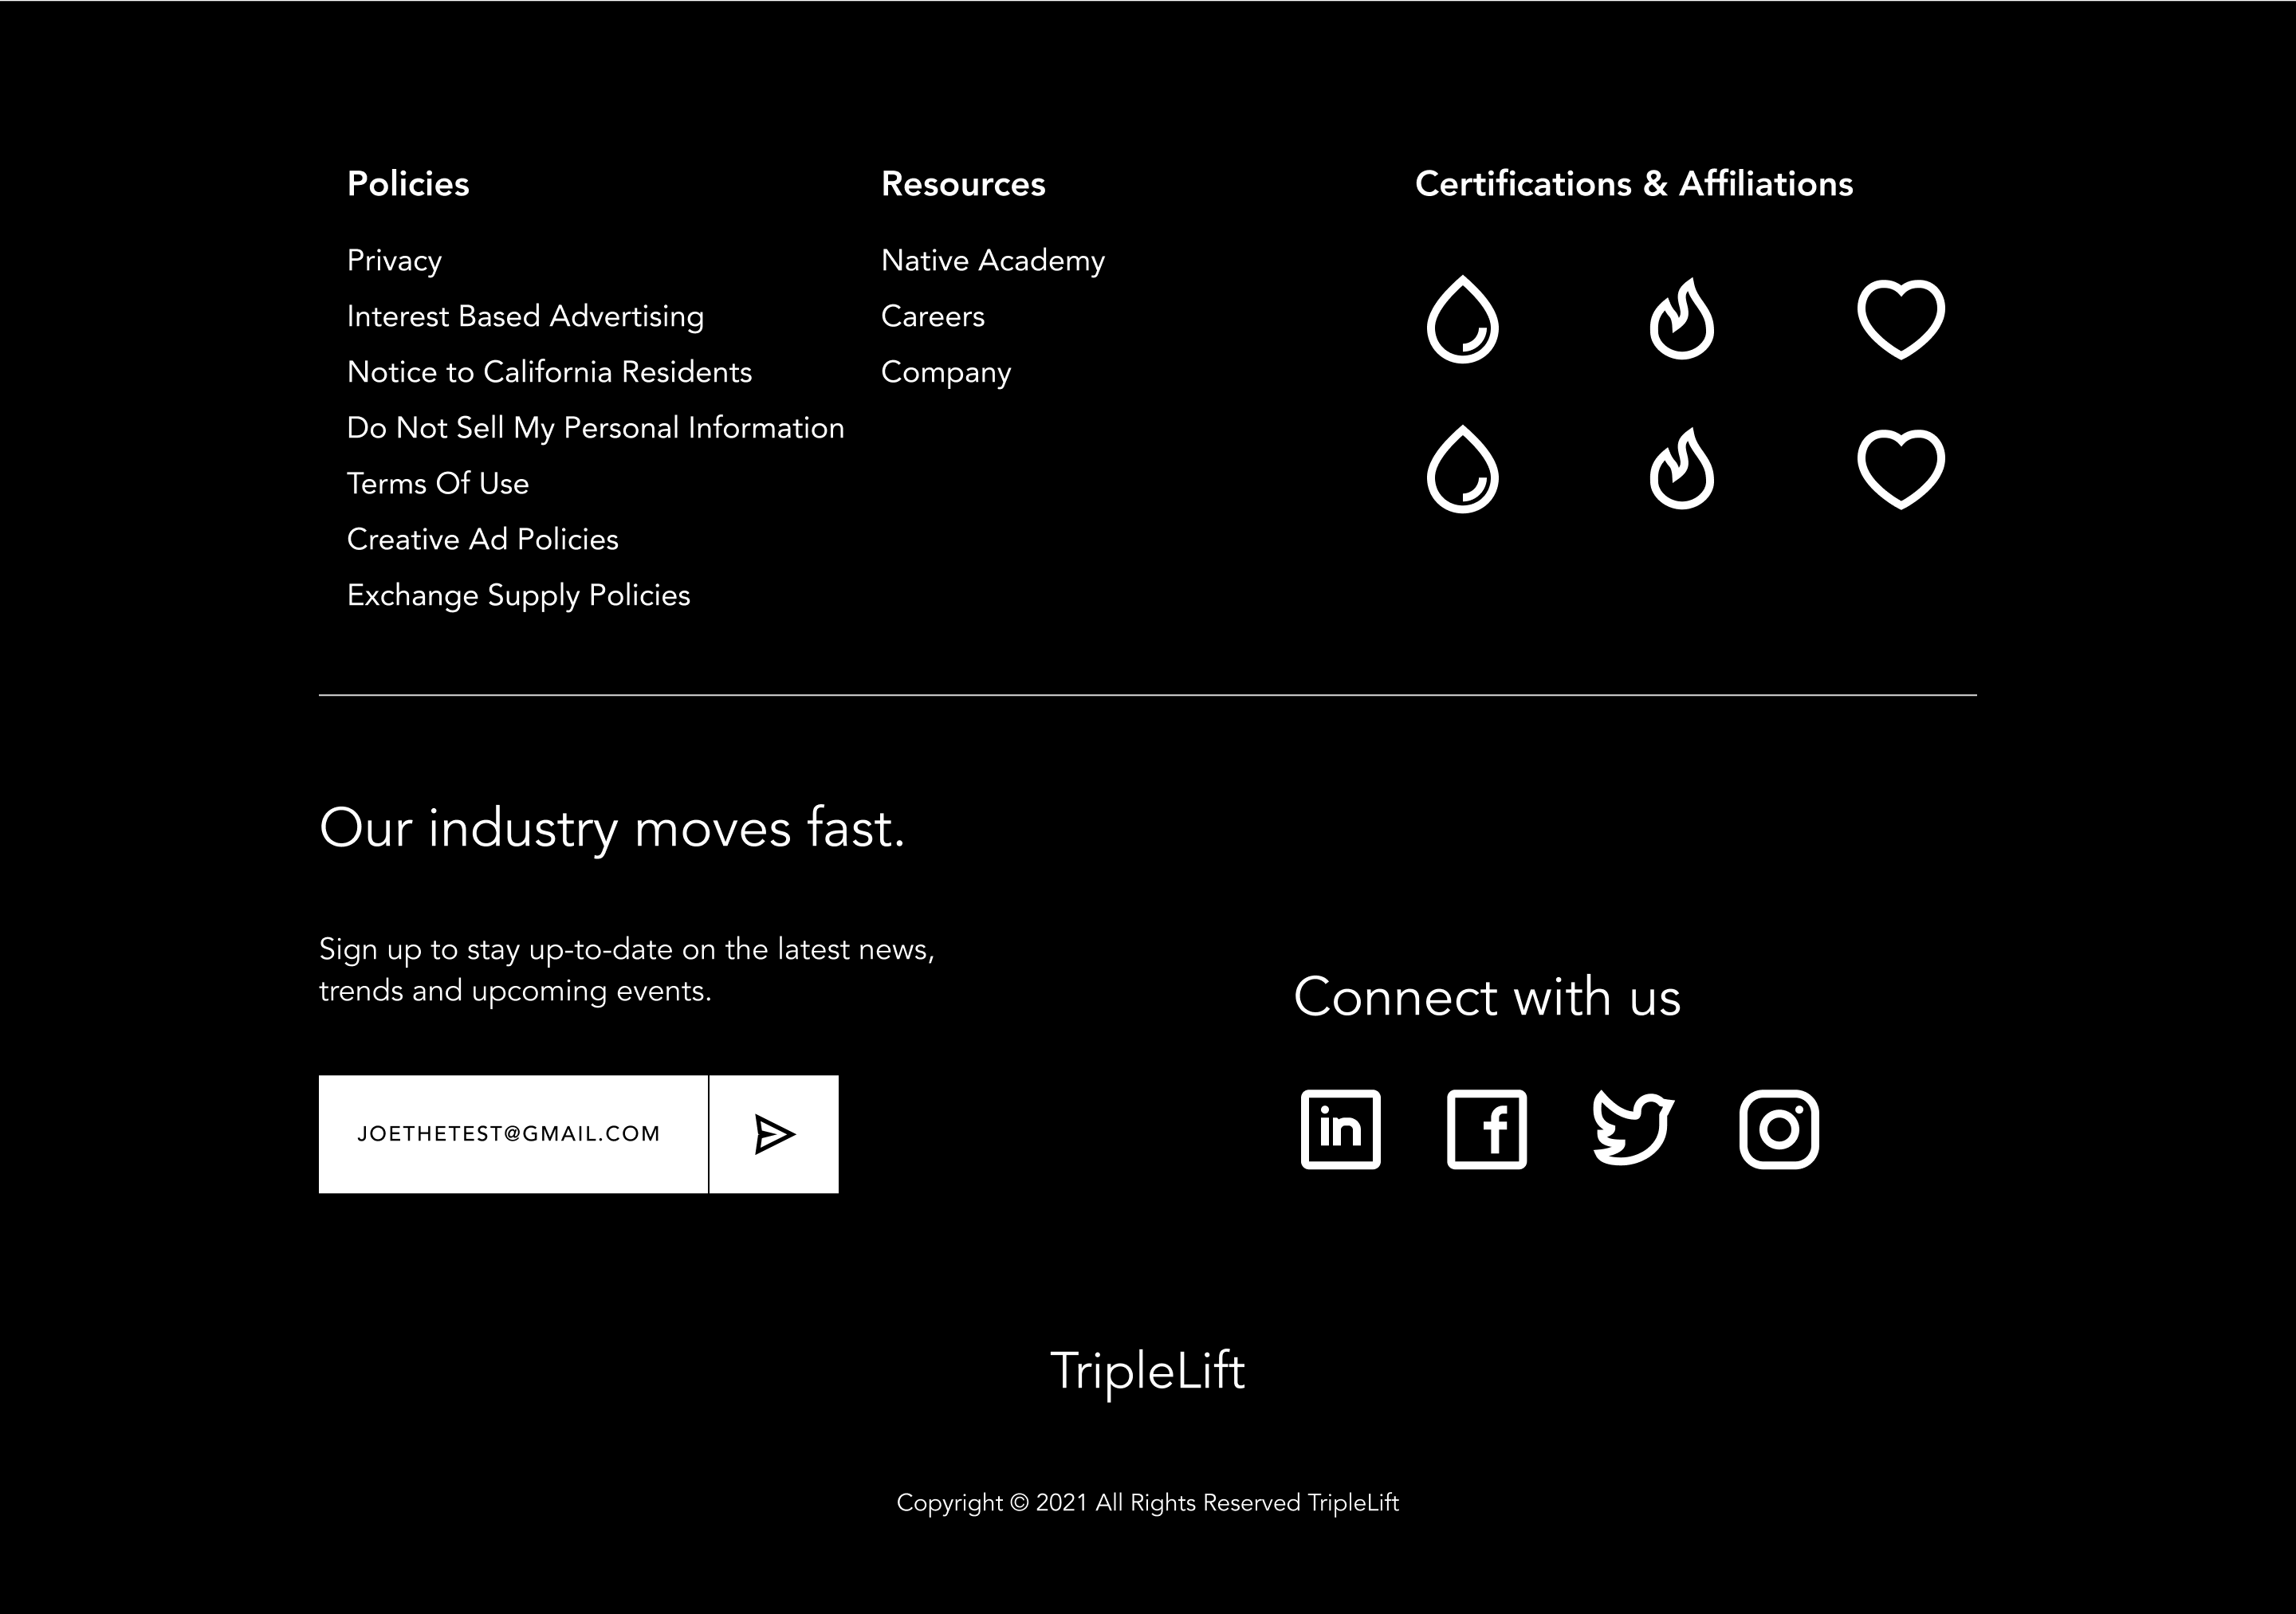 Policies
Privacy
Interest Based Advertising
Notice to California Residents
Do Not Sell My Personal Information
Terms Of Use
Creative Ad Policies
Exchange Supply Policies
Resources
Native Academy
Careers
Company
Certifications & Affiliations
Our industry moves fast.
Sign up to stay up-to-date on the latest news,
trends and upcoming events.
JOETHETEST@GMAIL.COM
Connect with us
in
f
TripleLift
Copyright © 2021 All Rights Reserved TripleLift